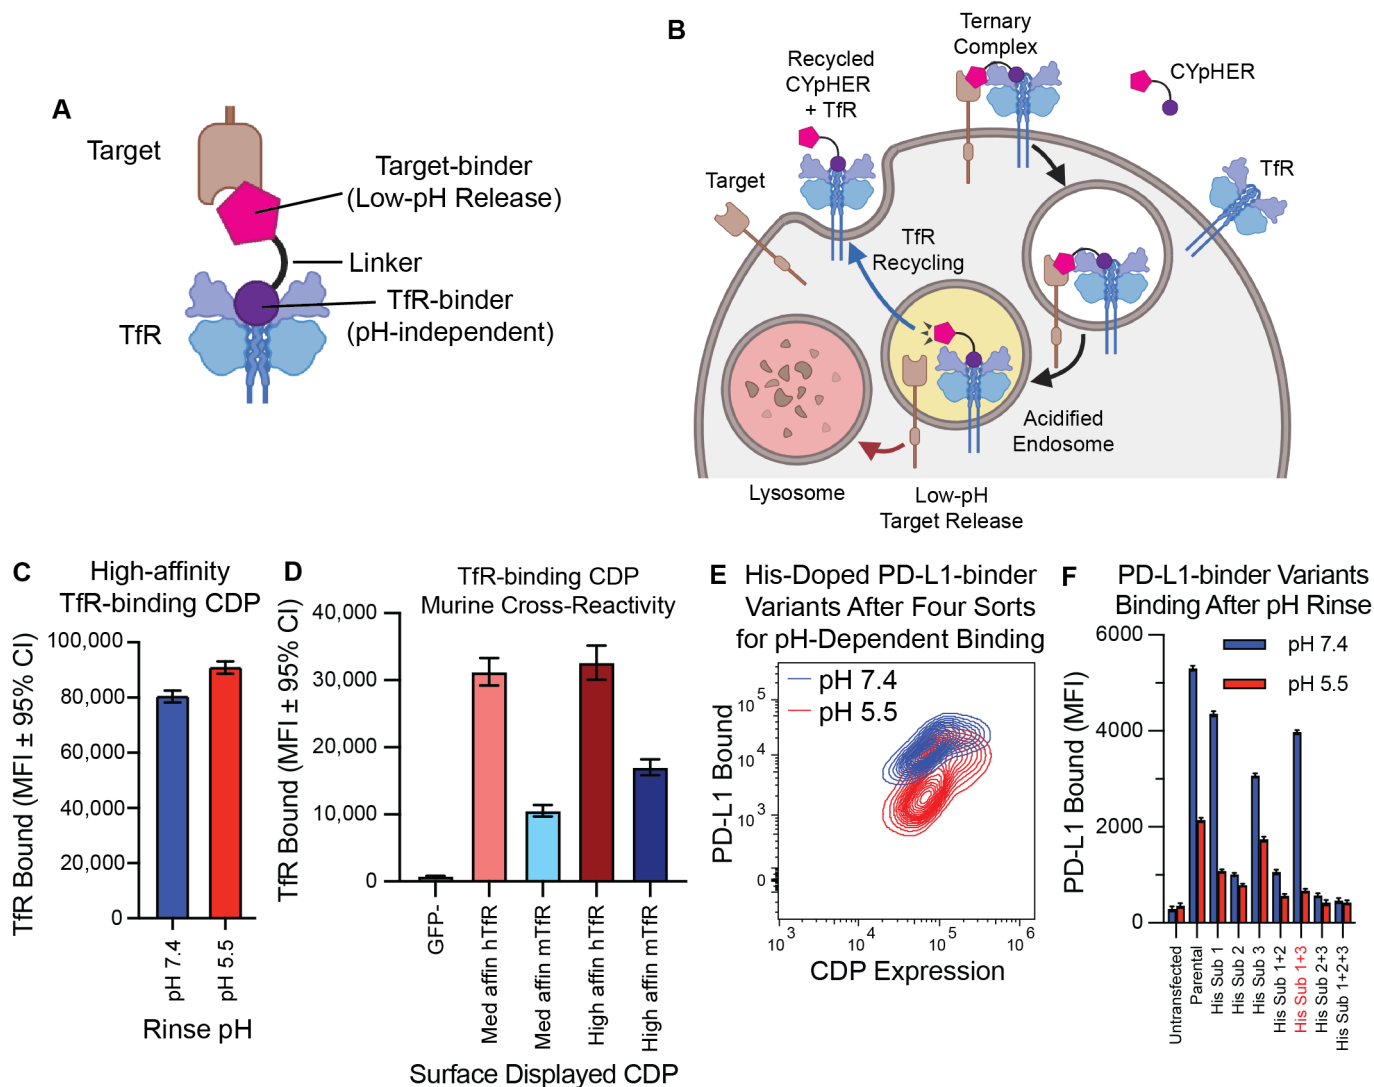 A
Target
Target-binder
(Low-pH Release)
Linker
TfR-binder
(pH-independent)
TfR
B
Ternary
Complex
Recycled
CYpHER
+ TfR
CYpHER
Target
TfR
TfR
Recycling
Acidified
Endosome
Lysosome
Low-pH
Target Release
C
High-affinity
TfR-binding CDP
TfR Bound (MFI ± 95% CI)
100,000
80,000
60,000
40,000
20,000
0
pH 7.4
pH 5.5
Rinse pH
D
TfR-binding CDP
Murine Cross-Reactivity
TfR Bound (MFI ± 95% CI)
40,000
30,000
20,000
10,000
0
GFP-
Med affin hTfR
Med affin mTfR
High affin hTfR
High affin mTfR
Surface Displayed CDP
E
His-Doped PD-L1-binder
Variants After Four Sorts
for pH-Dependent Binding
pH 7.4
pH 5.5
PD-L1 Bound
10^5
10^4
10^3
0
10^3
10^4
10^5
10^6
CDP Expression
F
PD-L1-binder Variants
Binding After pH Rinse
pH 7.4
pH 5.5
PD-L1 Bound (MFI)
6000
4000
2000
0
Untransfected
Parental
His Sub 1
His Sub 2
His Sub 3
His Sub 1+2
His Sub 1+3
His Sub 2+3
His Sub 1+2+3